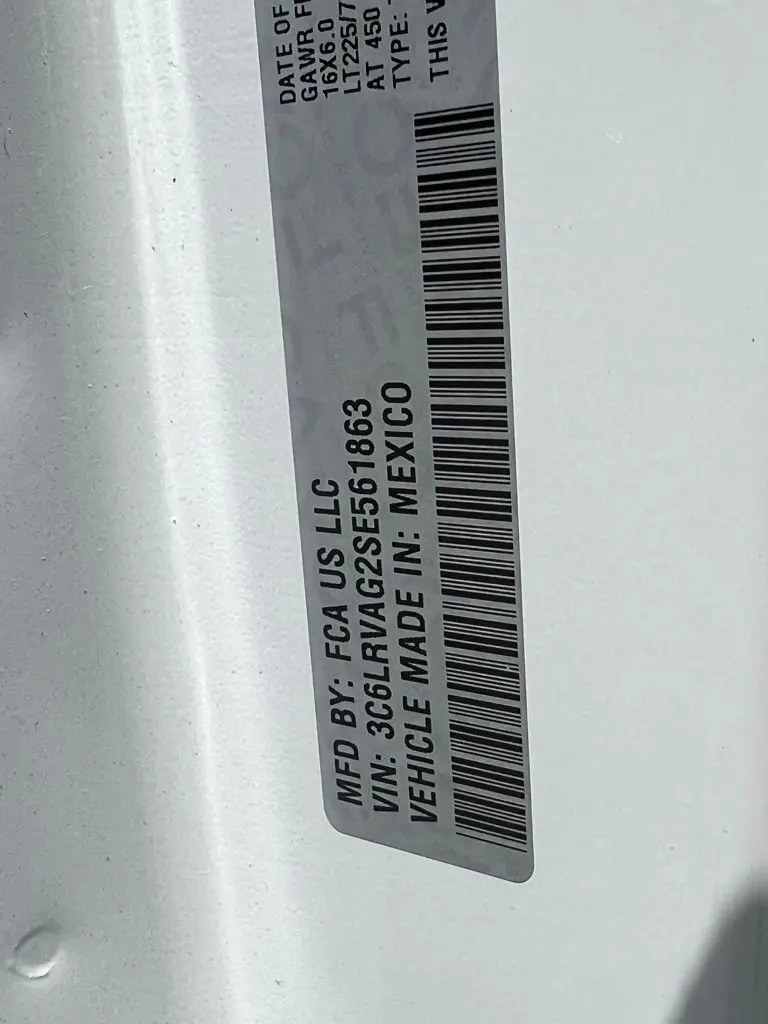 MFD BY: FCA US LLC
VIN: 3C6LRVAG2SE561863
VEHICLE MADE IN: MEXICO
DATE OF
GAWR
16X6.0
LT225/7
AT 450
TYPE:
THIS